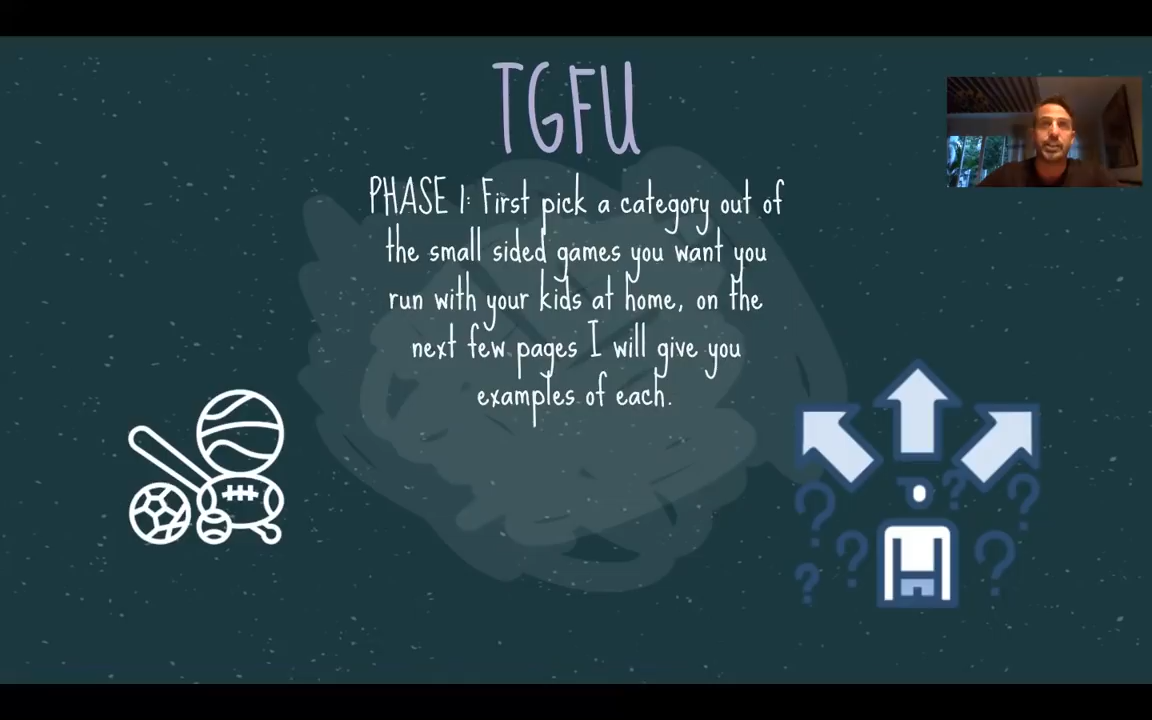 TGFU
PHASE 1: First pick a category out of
the small sided games you want you
run with your kids at home, on the
next few pages I will give you
examples of each.